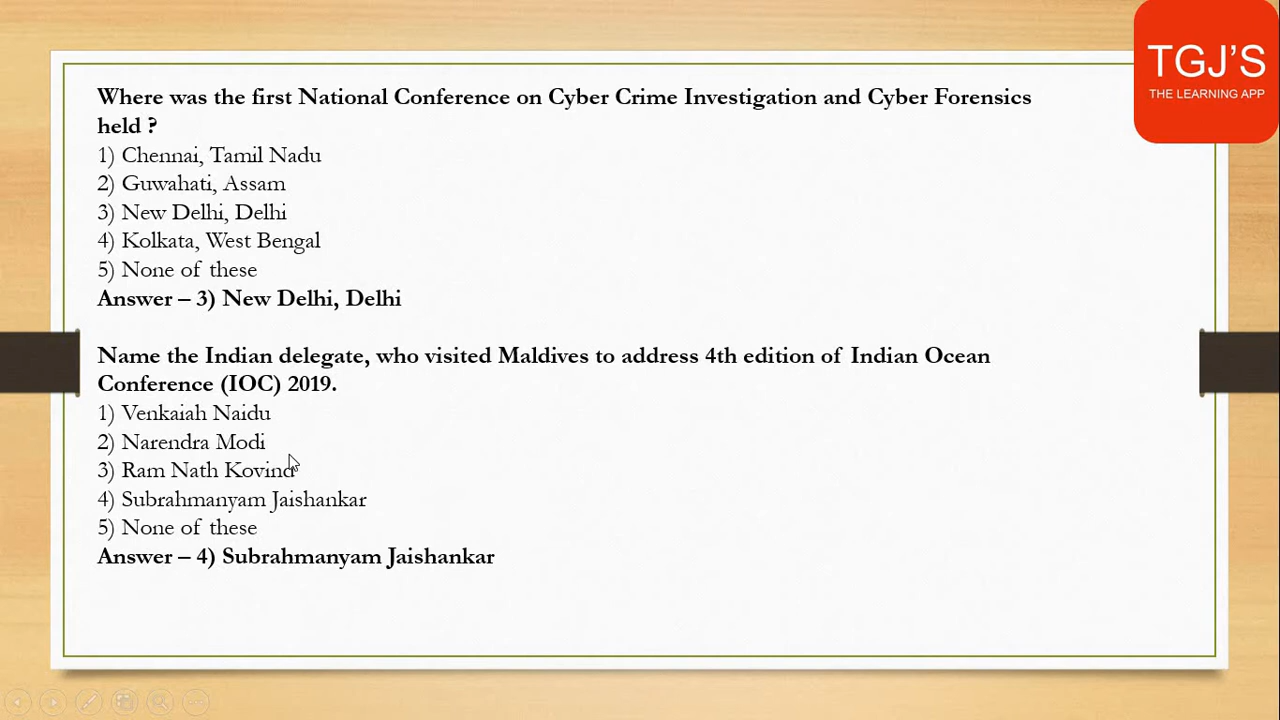 TGJ'S
THE LEARNING APP
Where was the first National Conference on Cyber Crime Investigation and Cyber Forensics
held ?
1) Chennai, Tamil Nadu
2) Guwahati, Assam
3) New Delhi, Delhi
4) Kolkata, West Bengal
5) None of these
Answer – 3) New Delhi, Delhi
Name the Indian delegate, who visited Maldives to address 4th edition of Indian Ocean
Conference (IOC) 2019.
1) Venkaiah Naidu
2) Narendra Modi
3) Ram Nath Kovind
4) Subrahmanyam Jaishankar
5) None of these
Answer – 4) Subrahmanyam Jaishankar